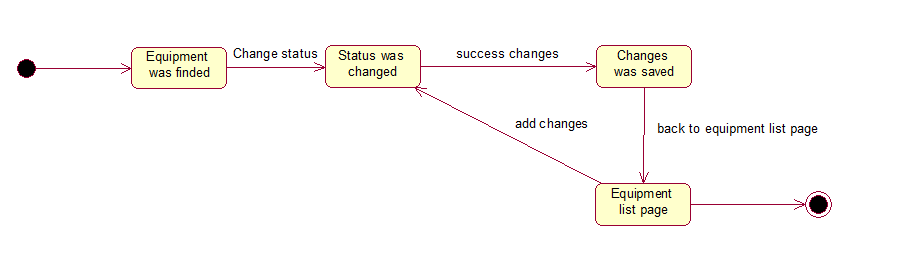 Equipment
was finded
Change status
Status was
changed
success changes
Changes
was saved
add changes
back to equipment list page
Equipment
list page